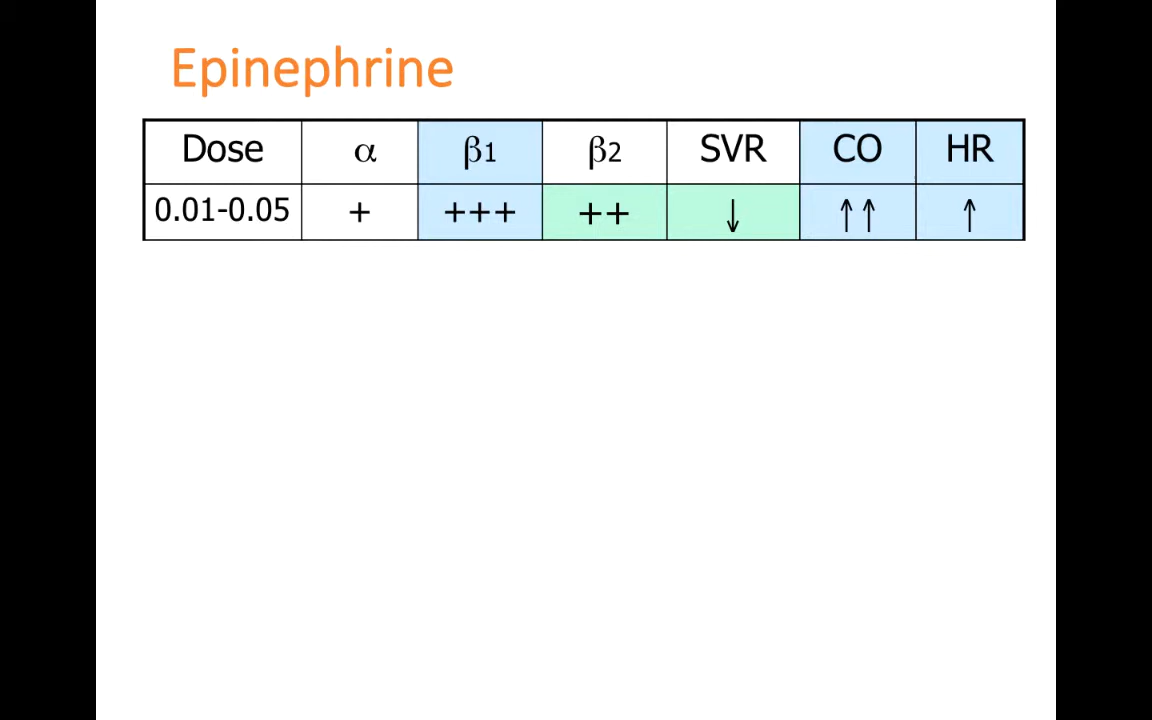 Epinephrine
Dose α β1 β2 SVR CO HR
0.01-0.05 + +++ ++ ↓ ↑↑ ↑